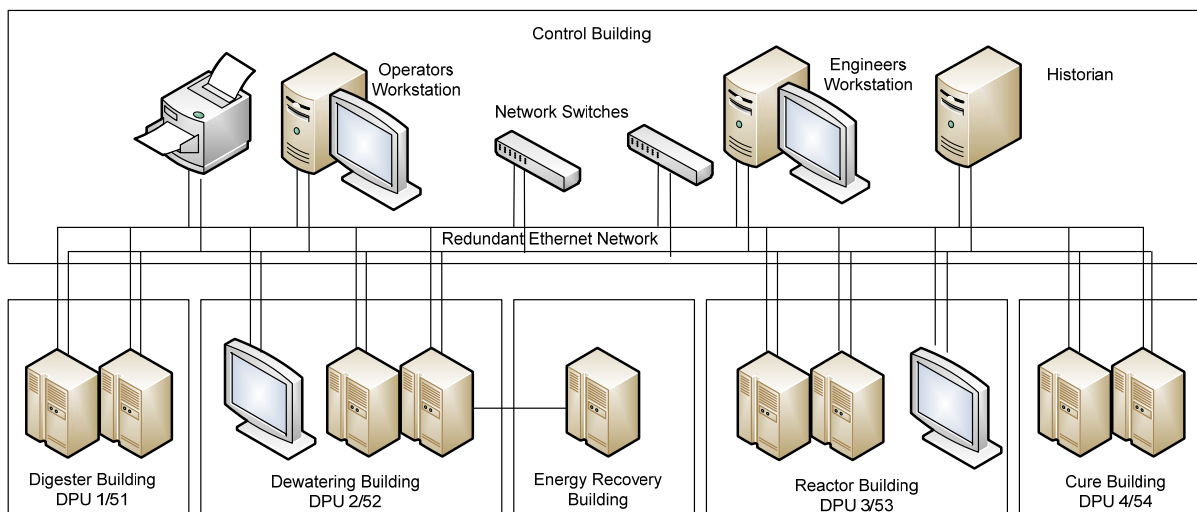 Control Building
Operators
Workstation
Network Switches
Engineers
Workstation
Historian
Redundant Ethernet Network
Digester Building
DPU 1/51
Dewatering Building
DPU 2/52
Energy Recovery
Building
Reactor Building
DPU 3/53
Cure Building
DPU 4/54